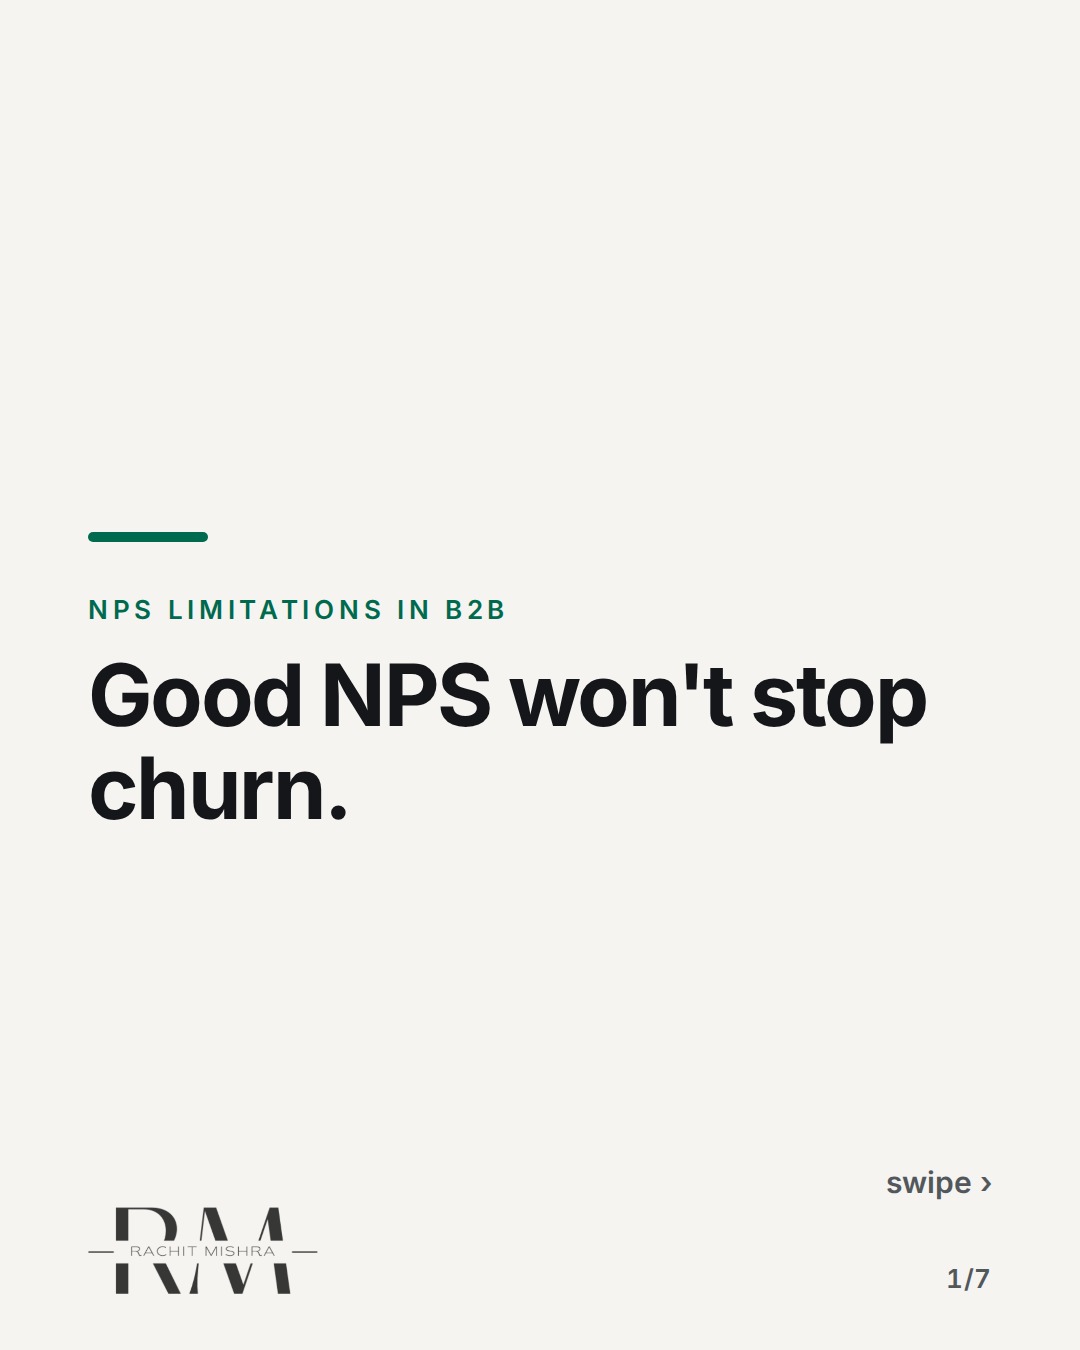 NPS LIMITATIONS IN B2B
Good NPS won't stop
churn.
swipe ›
RM
RACHIT MISHRA
1/7